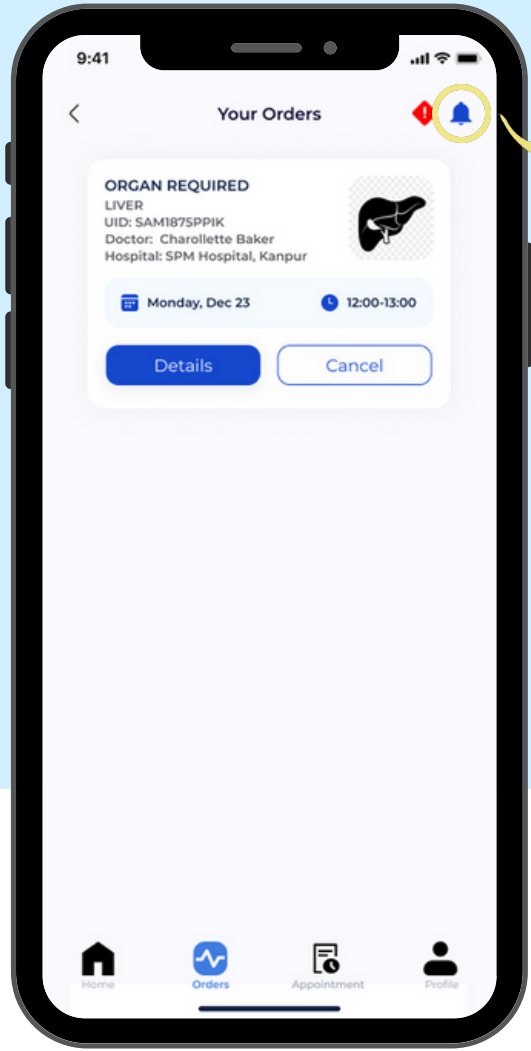 9:41
Your Orders
ORGAN REQUIRED
LIVER
UID: SAM1875PPIK
Doctor: Charollette Baker
Hospital: SPM Hospital, Kanpur
Monday, Dec 23 12:00-13:00
Details Cancel
Home Orders Appointment Profile